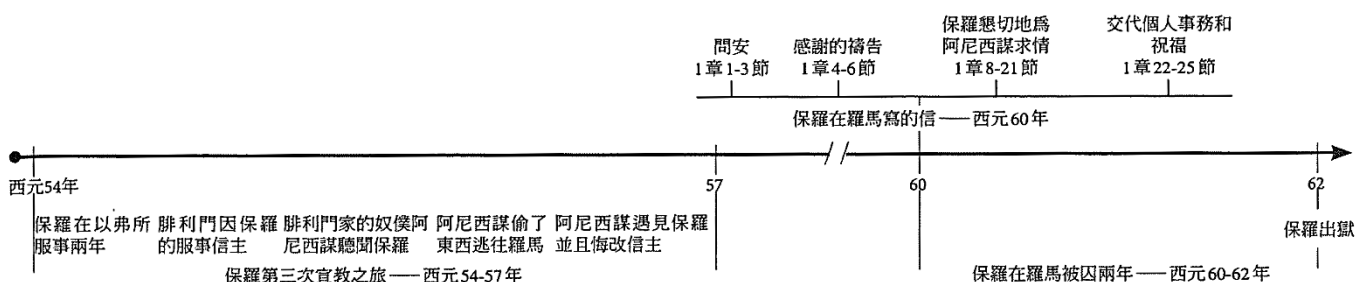 問安
1章1-3節
感謝的禱告
1章4-6節
保羅懇切地為
阿尼西謀求情
1章8-21節
交代個人事務和
祝福
1章22-25節
保羅在羅馬寫的信——西元60年
西元54年
57
60
62
保羅在以弗所
服事兩年
腓利門因保羅
的服事信主
腓利門家的奴僕阿
尼西謀聽聞保羅
阿尼西謀偷了
東西逃往羅馬
阿尼西謀遇見保羅
並且悔改信主
保羅出獄
保羅第三次宣教之旅——西元54-57年
保羅在羅馬被囚兩年——西元60-62年